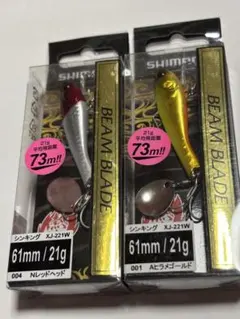 SHIMANO
BEAM BLADE
21g
平均飛距離
73m!!
61mm / 21g
シンキング XJ-221W
004 Nレッドヘッド
SHIMANO
BEAM BLADE
21g
平均飛距離
73m!!
61mm / 21g
シンキング XJ-221W
001 Aヒラメゴールド